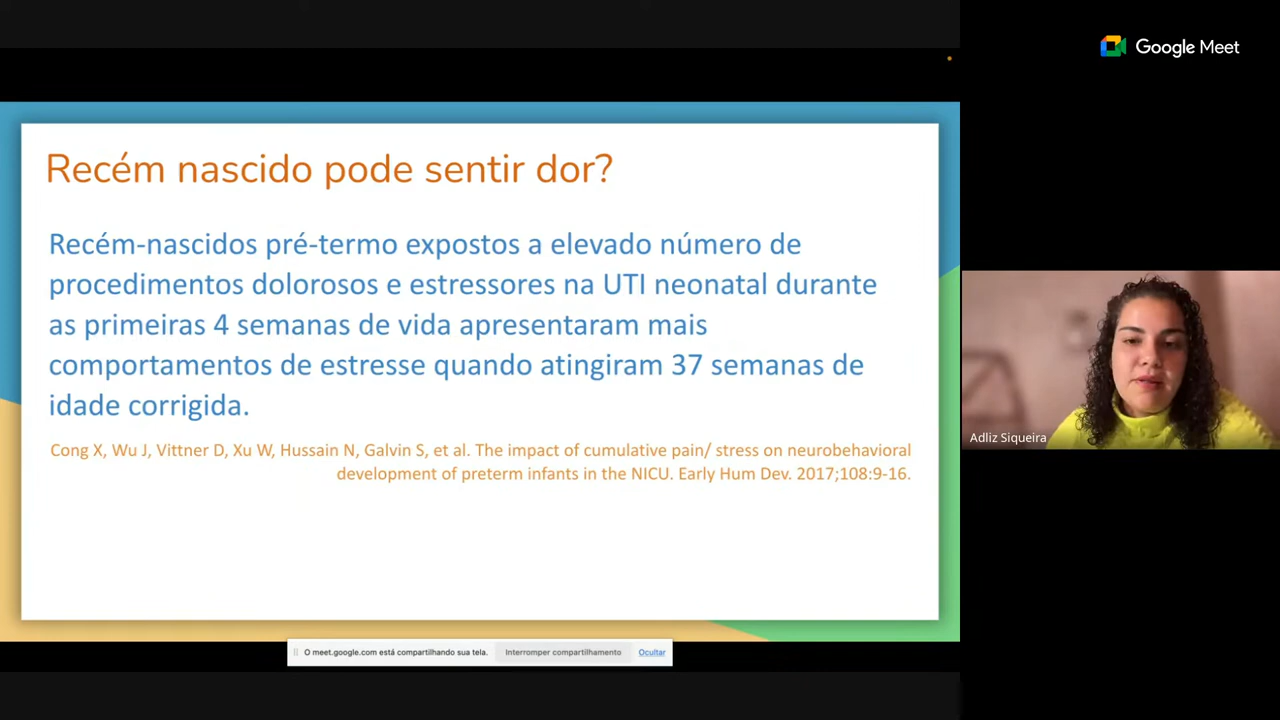 Google Meet
Recém nascido pode sentir dor?
Recém-nascidos pré-termo expostos a elevado número de
procedimentos dolorosos e estressores na UTI neonatal durante
as primeiras 4 semanas de vida apresentaram mais
comportamentos de estresse quando atingiram 37 semanas de
idade corrigida.
Cong X, Wu J, Vittner D, Xu W, Hussain N, Galvin S, et al. The impact of cumulative pain/ stress on neurobehavioral
development of preterm infants in the NICU. Early Hum Dev. 2017;108:9-16.
Adliz Siqueira
O meet.google.com está compartilhando sua tela. Interromper compartilhamento Ocultar